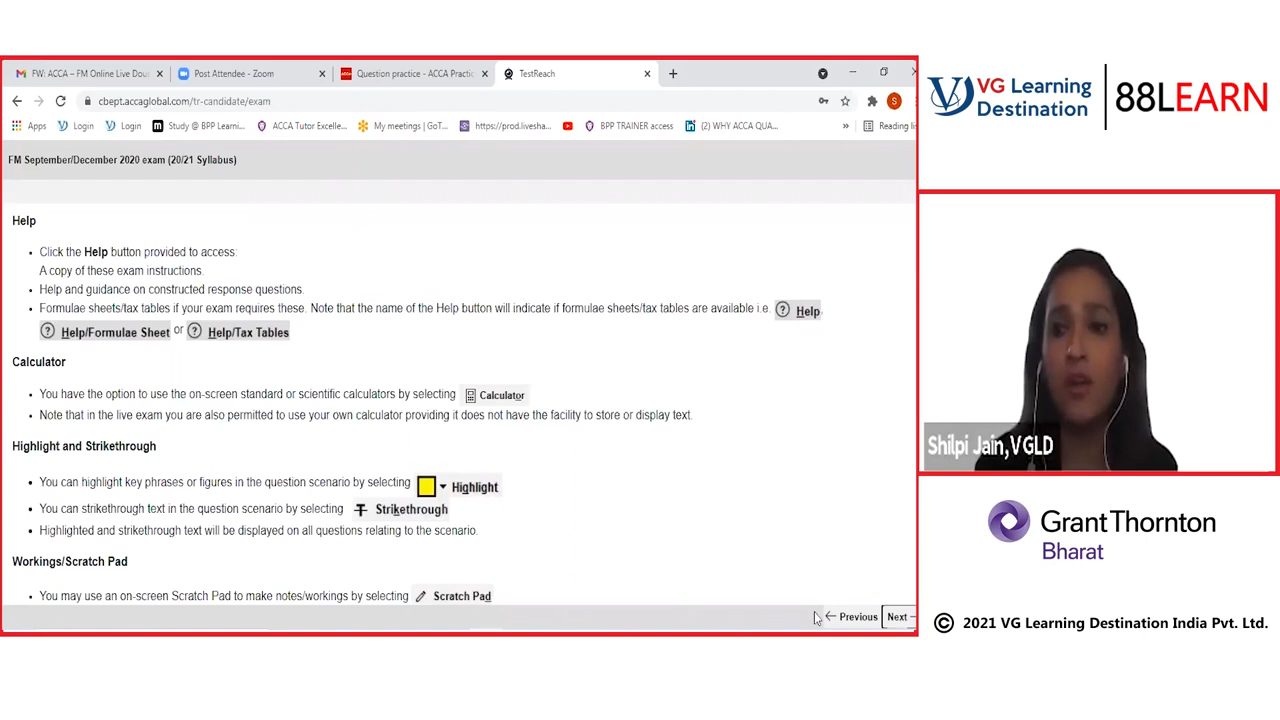 FW: ACCA – FM Online Live Dou
Post Attendee - Zoom
Question practice - ACCA Practic
TestReach
cbept.accaglobal.com/tr-candidate/exam
Apps
Login
Login
Study @ BPP Learni...
ACCA Tutor Excelle...
My meetings | GoT...
https://prod.livesha...
BPP TRAINER access
(2) WHY ACCA QUA...
»
Reading lis
FM September/December 2020 exam (20/21 Syllabus)
Help
• Click the Help button provided to access:
A copy of these exam instructions.
• Help and guidance on constructed response questions.
• Formulae sheets/tax tables if your exam requires these. Note that the name of the Help button will indicate if formulae sheets/tax tables are available i.e. Help,
Help/Formulae Sheet or Help/Tax Tables
Calculator
• You have the option to use the on-screen standard or scientific calculators by selecting Calculator
• Note that in the live exam you are also permitted to use your own calculator providing it does not have the facility to store or display text.
Highlight and Strikethrough
• You can highlight key phrases or figures in the question scenario by selecting Highlight
• You can strikethrough text in the question scenario by selecting Strikethrough
• Highlighted and strikethrough text will be displayed on all questions relating to the scenario.
Workings/Scratch Pad
• You may use an on-screen Scratch Pad to make notes/workings by selecting Scratch Pad
Previous
Next
VG Learning
Destination
88LEARN
Shilpi Jain,VGLD
Grant Thornton
Bharat
© 2021 VG Learning Destination India Pvt. Ltd.